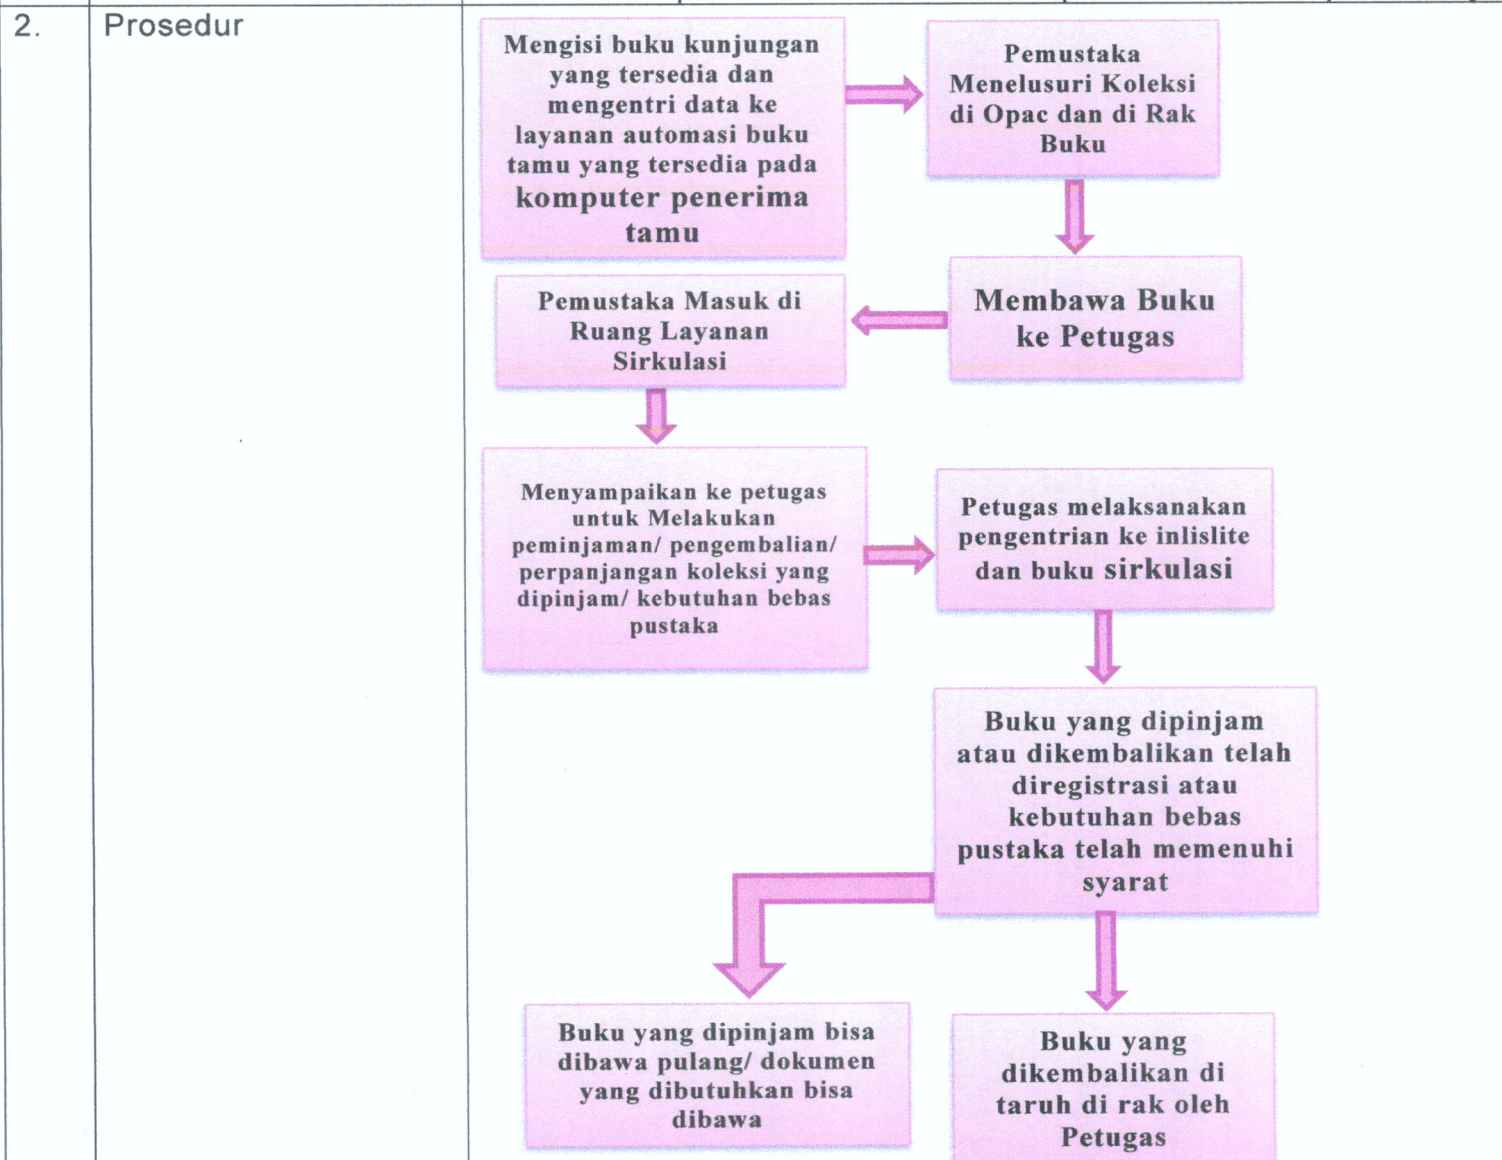 2.
Prosedur
Mengisi buku kunjungan
yang tersedia dan
mengentri data ke
layanan automasi buku
tamu yang tersedia pada
komputer penerima
tamu
Pemustaka
Menelusuri Koleksi
di Opac dan di Rak
Buku
Membawa Buku
ke Petugas
Pemustaka Masuk di
Ruang Layanan
Sirkulasi
Menyampaikan ke petugas
untuk Melakukan
peminjaman/ pengembalian/
perpanjangan koleksi yang
dipinjam/ kebutuhan bebas
pustaka
Petugas melaksanakan
pengentrian ke inlislite
dan buku sirkulasi
Buku yang dipinjam
atau dikembalikan telah
diregistrasi atau
kebutuhan bebas
pustaka telah memenuhi
syarat
Buku yang dipinjam bisa
dibawa pulang/ dokumen
yang dibutuhkan bisa
dibawa
Buku yang
dikembalikan di
taruh di rak oleh
Petugas